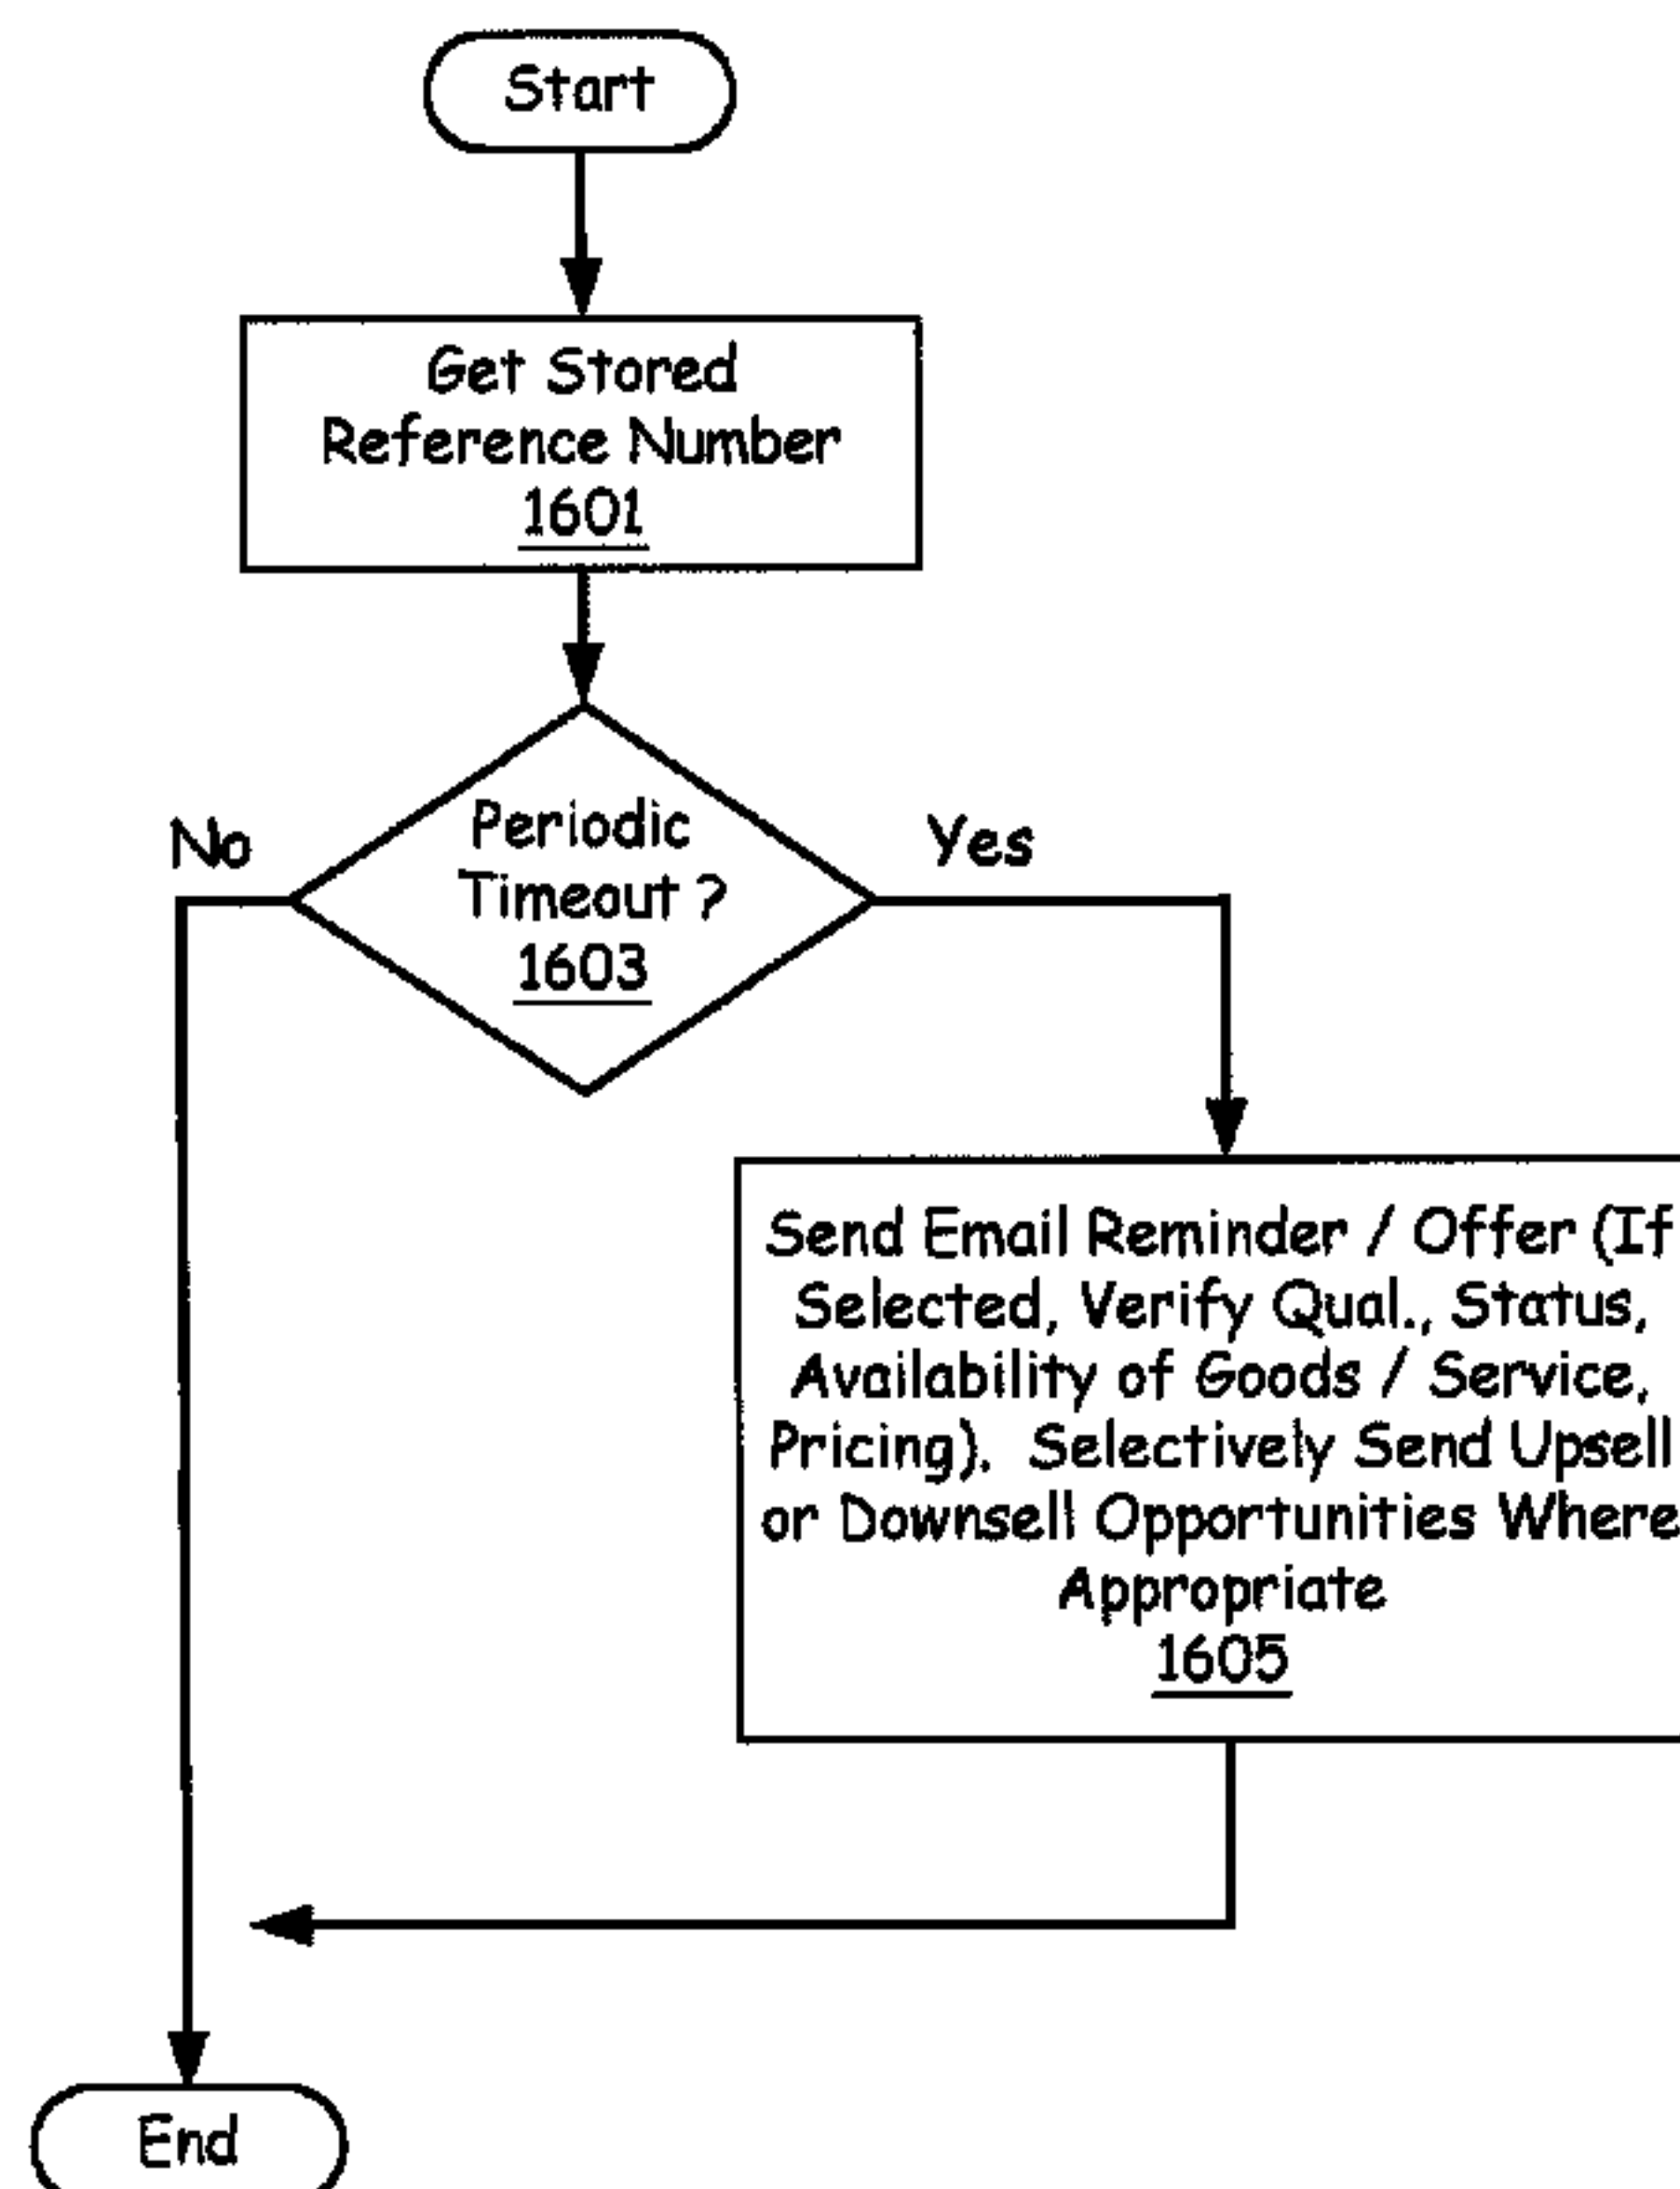 Start
Get Stored
Reference Number
1601
Periodic
Timeout ?
1603
No
Yes
Send Email Reminder / Offer (If
Selected, Verify Qual., Status,
Availability of Goods / Service,
Pricing). Selectively Send Upsell
or Downsell Opportunities Where
Appropriate
1605
End